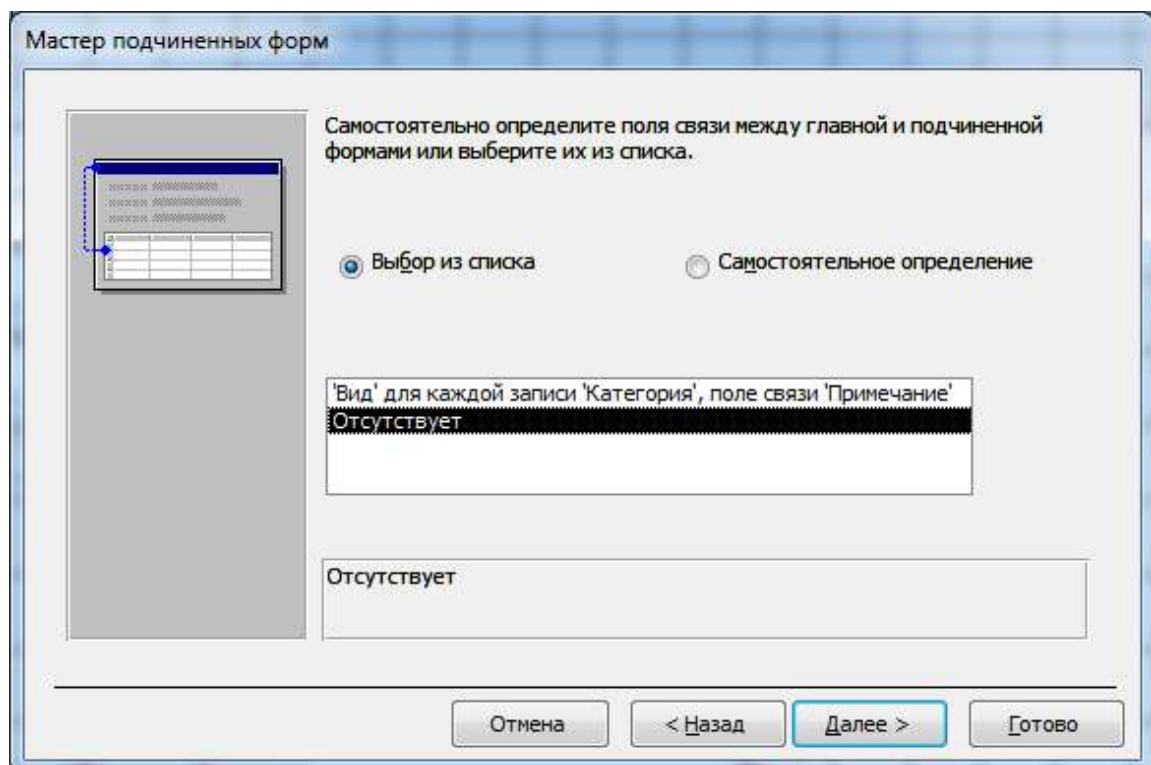 Мастер подчиненных форм
Самостоятельно определите поля связи между главной и подчиненной
формами или выберите их из списка.
Выбор из списка
Самостоятельное определение
'Вид' для каждой записи 'Категория', поле связи 'Примечание'
Отсутствует
Отсутствует
Отмена
< Назад
Далее >
Готово